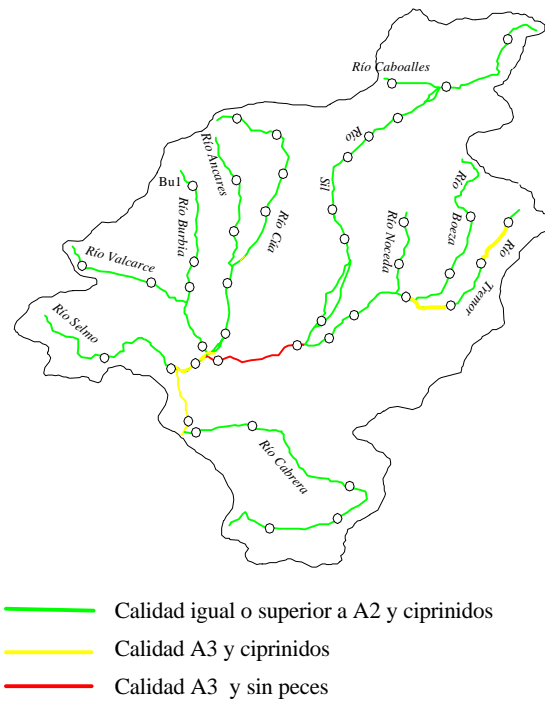 Río Caboalles
Río
Sil
Río Ancares
Bu1
Río Burbia
Río Cúa
Río Noceda
Río
Boeza
Río
Tremor
Río Valcarce
Río Selmo
Río Cabrera
Calidad igual o superior a A2 y ciprinidos
Calidad A3 y ciprinidos
Calidad A3 y sin peces